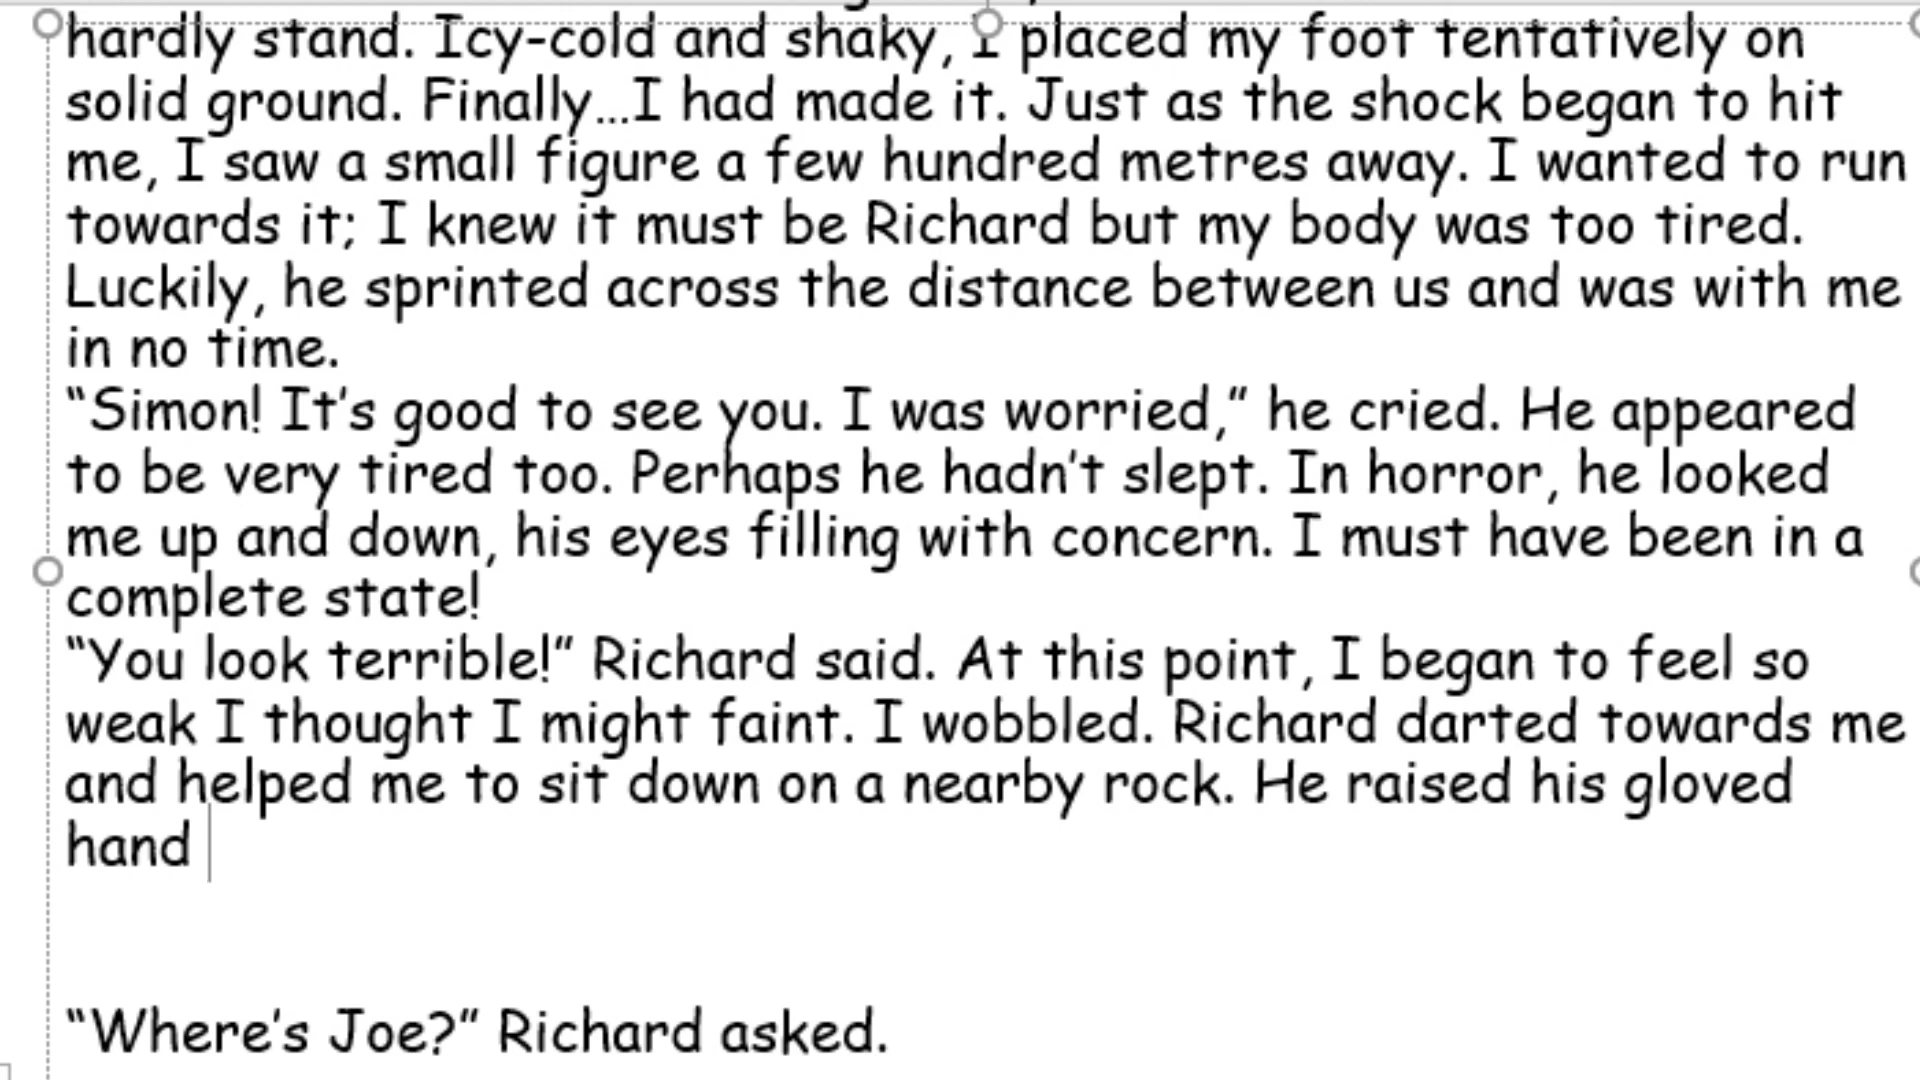 hardly stand. Icy-cold and shaky, I placed my foot tentatively on
solid ground. Finally...I had made it. Just as the shock began to hit
me, I saw a small figure a few hundred metres away. I wanted to run
towards it; I knew it must be Richard but my body was too tired.
Luckily, he sprinted across the distance between us and was with me
in no time.
“Simon! It’s good to see you. I was worried,” he cried. He appeared
to be very tired too. Perhaps he hadn’t slept. In horror, he looked
me up and down, his eyes filling with concern. I must have been in a
complete state!
“You look terrible!” Richard said. At this point, I began to feel so
weak I thought I might faint. I wobbled. Richard darted towards me
and helped me to sit down on a nearby rock. He raised his gloved
hand
“Where’s Joe?” Richard asked.